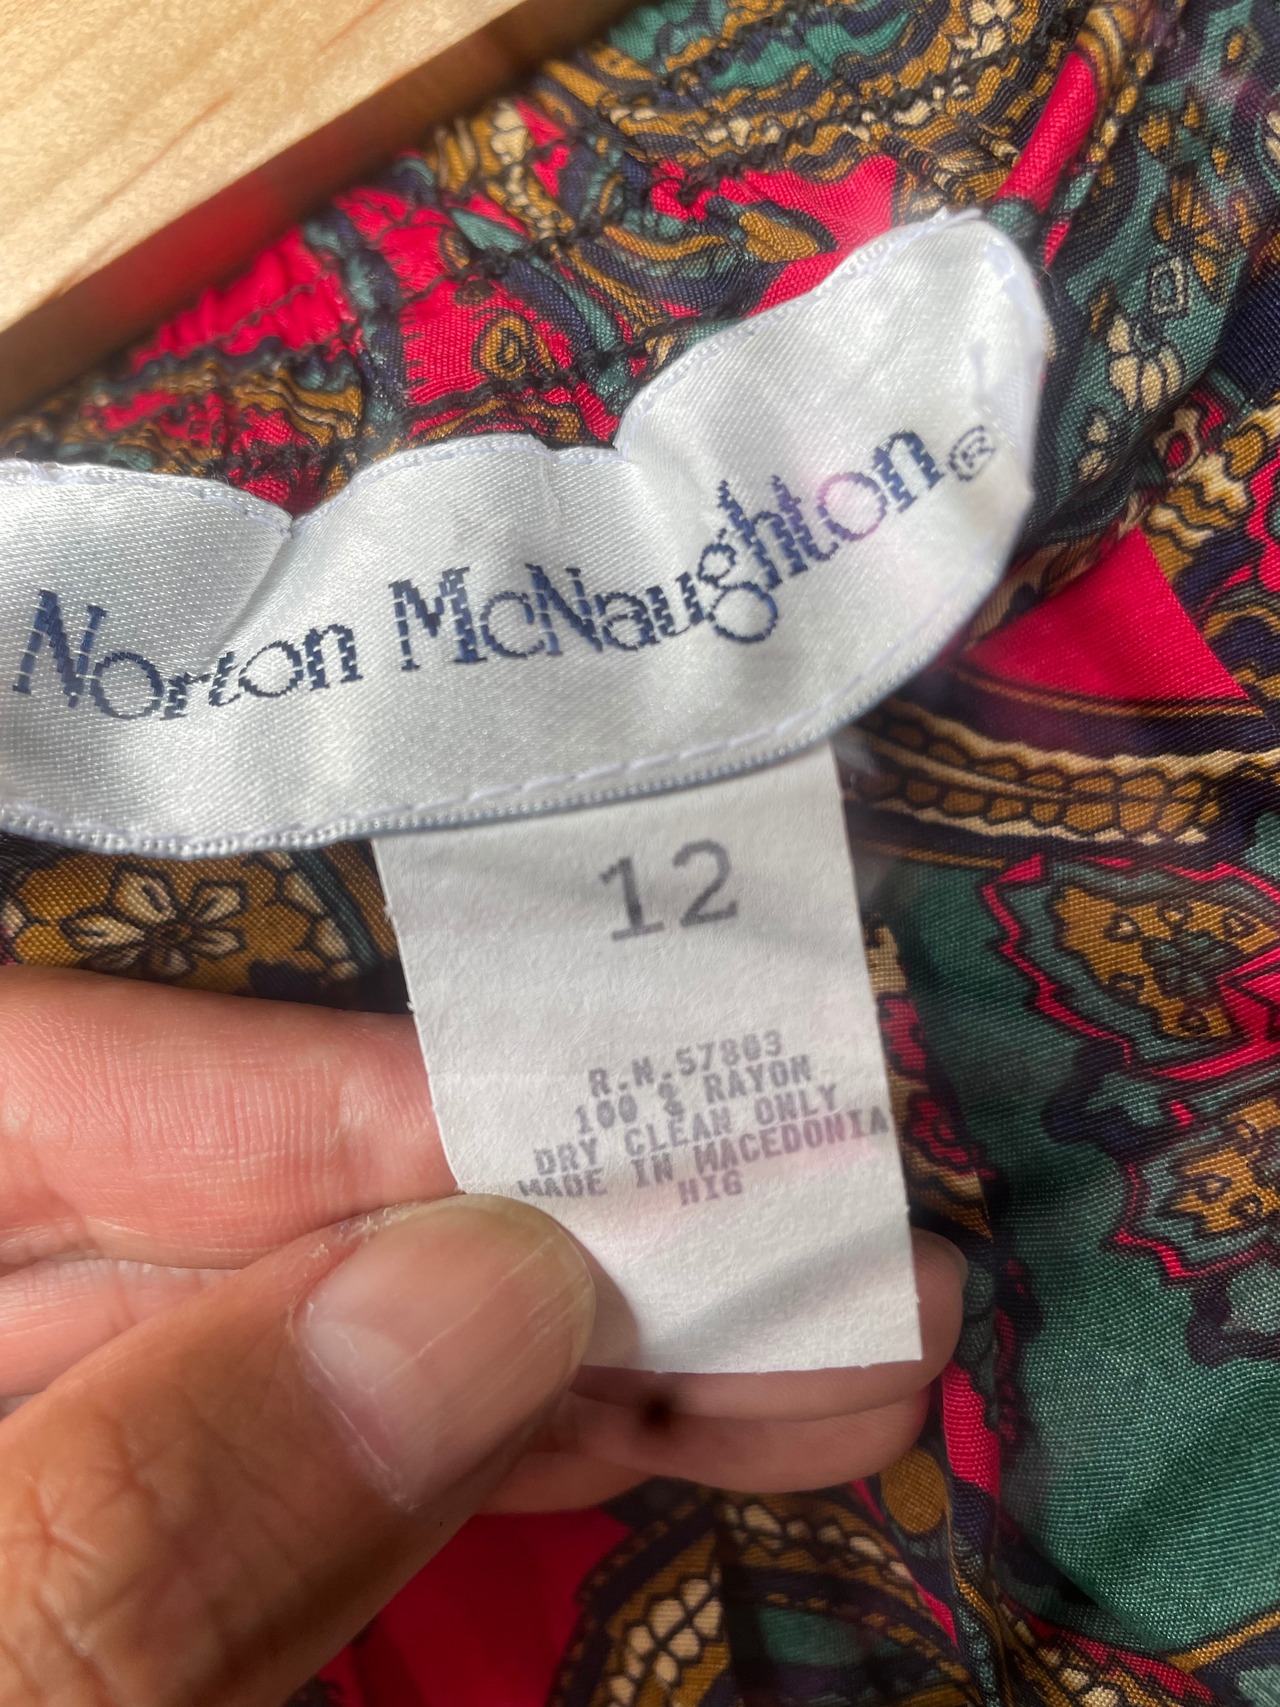 Norton McNaughton®
12
R.N.57803
100 % RAYON
DRY CLEAN ONLY
MADE IN MACEDONIA
HIG